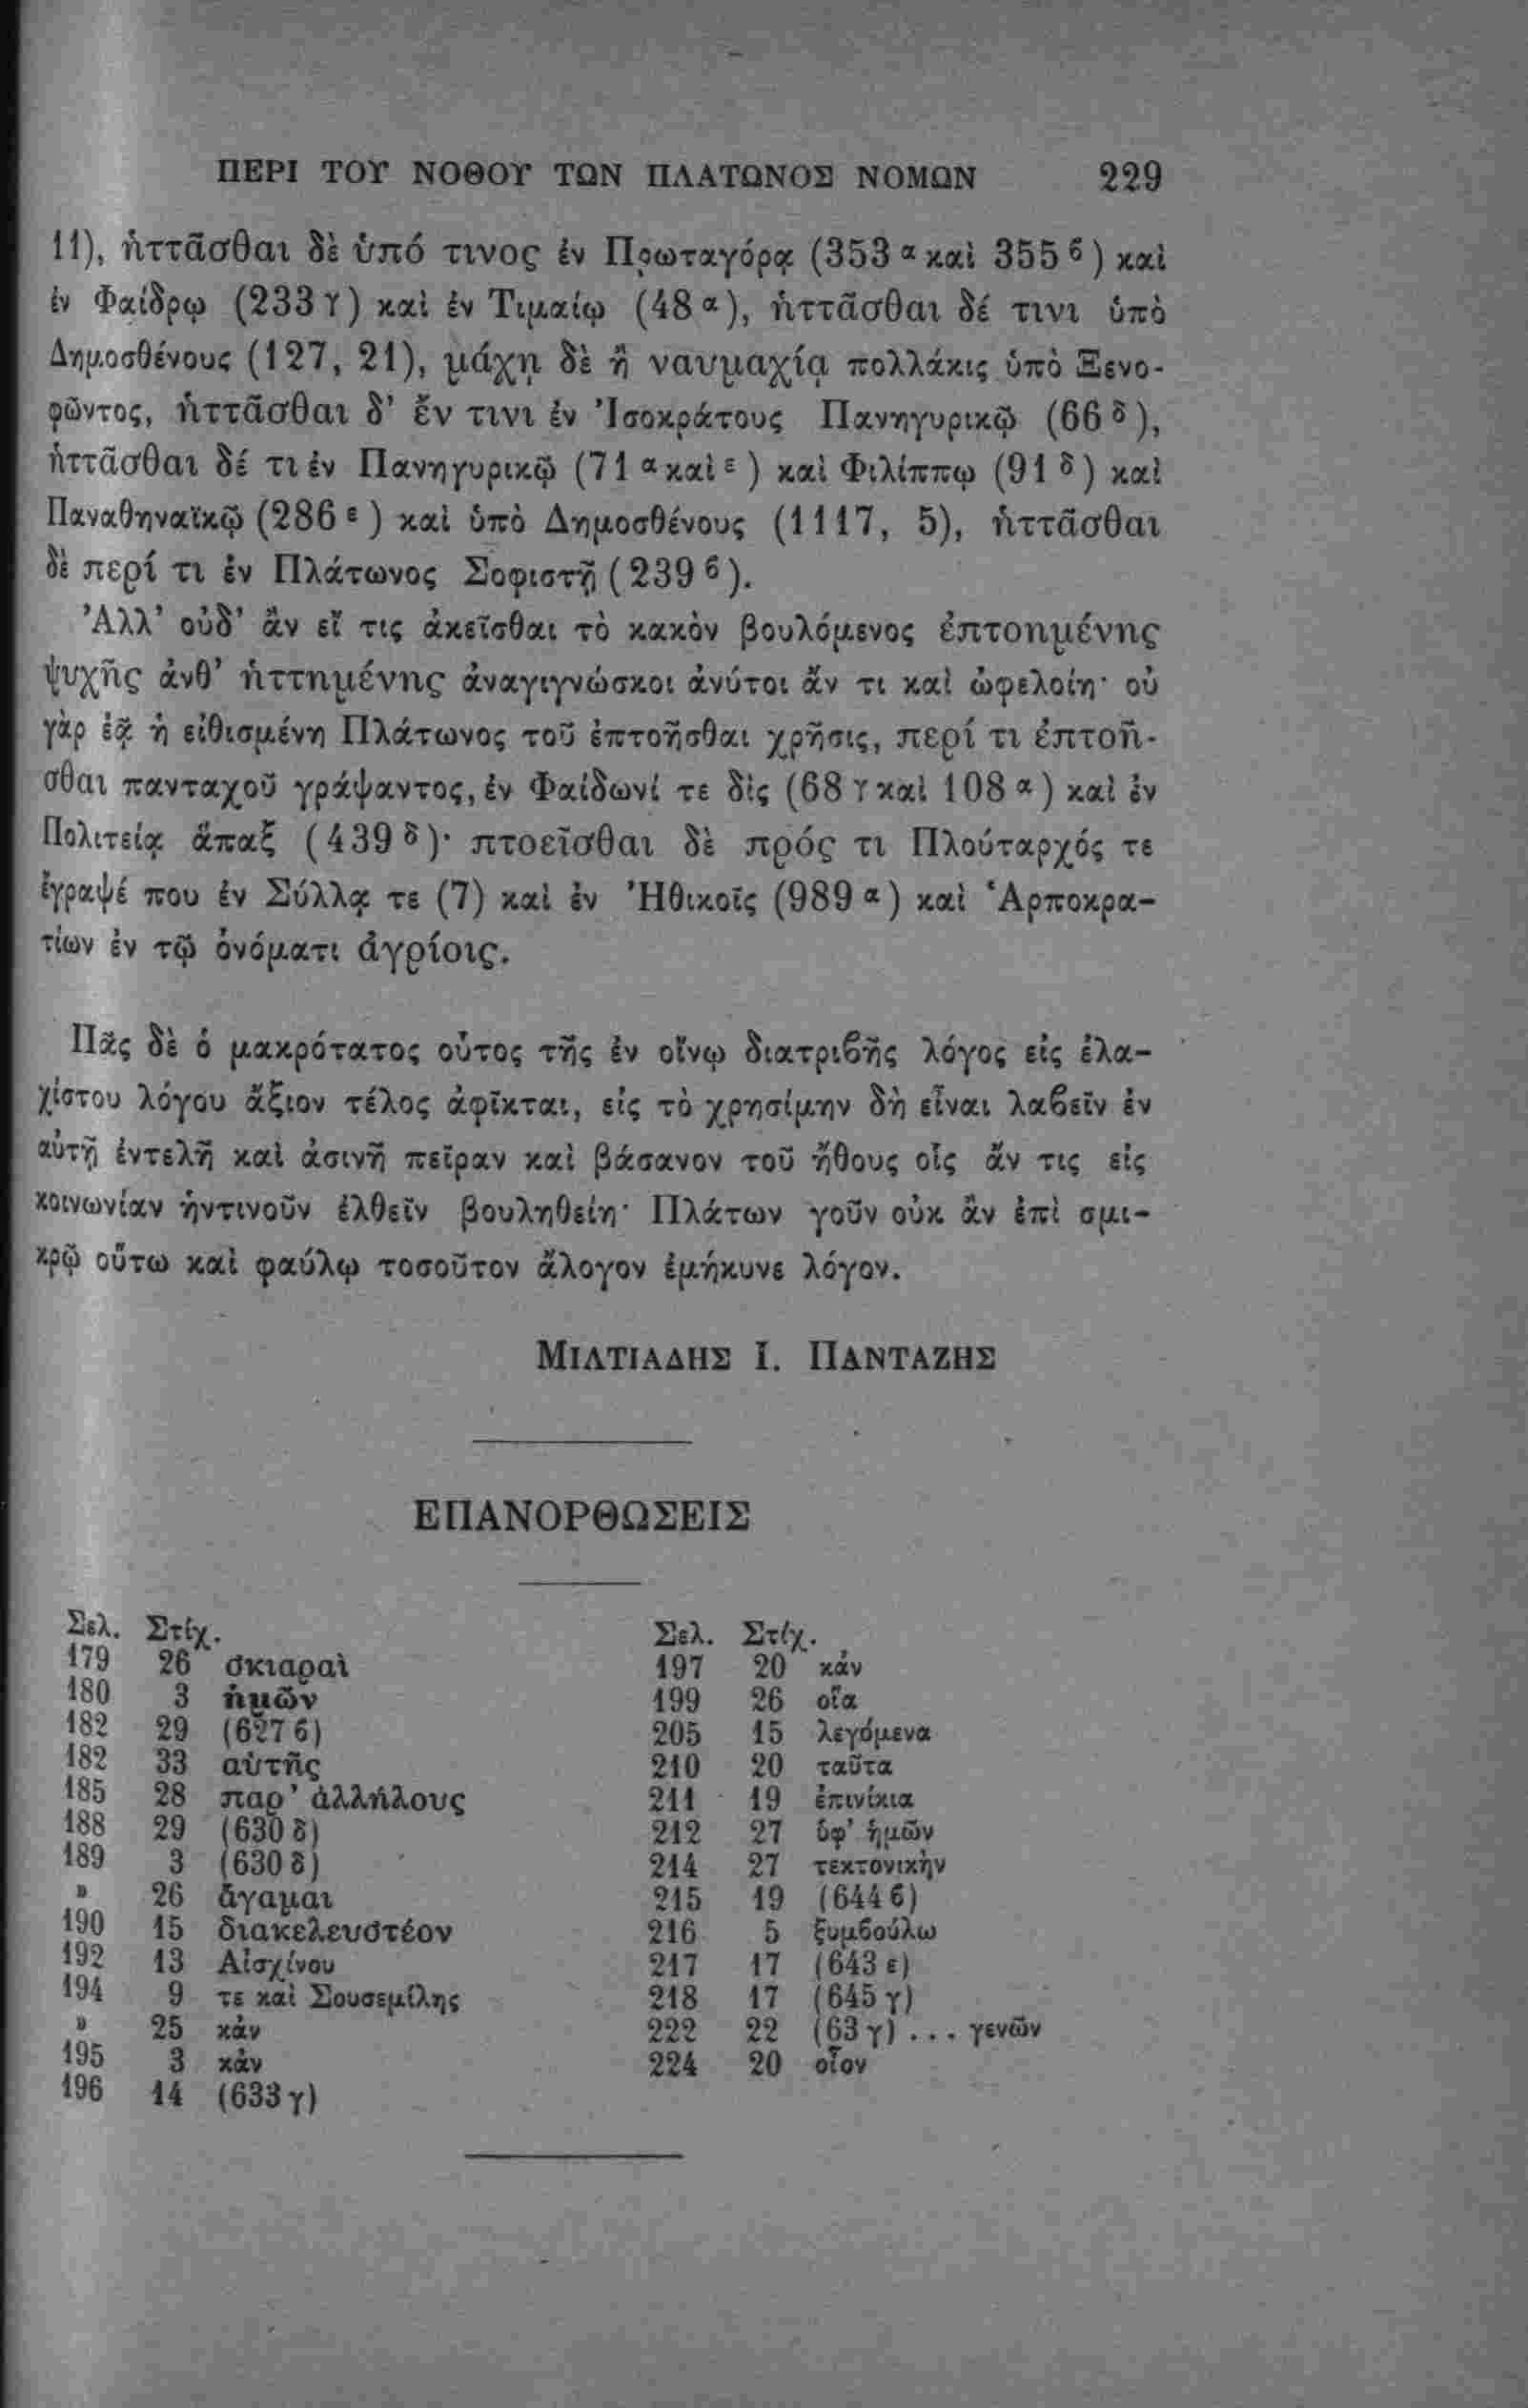 ΠΕΡΙ ΤΟΥ ΝΟΘΟΥ ΤΩΝ ΠΛΑΤΩΝΟΣ ΝΟΜΩΝ 229
11), ἡττᾶσθαι δὲ ὑπό τινος ἐν Πρωταγόρᾳ (353 α καὶ 355 ϐ) καὶ
ἐν Φαίδρῳ (233 γ) καὶ ἐν Τιμαίῳ (48 α), ἡττᾶσθαι δέ τινι ὑπὸ
Δημοσθένους (127, 21), μάχῃ δὲ ἢ ναυμαχίᾳ πολλάκις ὑπὸ Ξενο-
φῶντος, ἡττᾶσθαι δ' ἔν τινι ἐν Ἰσοκράτους Πανηγυρικῷ (66 δ),
ἡττᾶσθαι δέ τι ἐν Πανηγυρικῷ (71 α καὶ ε) καὶ Φιλίππῳ (91 δ) καὶ
Παναθηναϊκῷ (286 ε) καὶ ὑπὸ Δημοσθένους (1117, 5), ἡττᾶσθαι
δὲ περί τι ἐν Πλάτωνος Σοφιστῇ (239 ϐ).
Ἀλλ' οὐδ' ἂν εἴ τις ἀκεῖσθαι τὸ κακὸν βουλόμενος ἐπτοημένης
ψυχῆς ἀνθ' ἡττημένης ἀναγιγνώσκοι ἀνύτοι ἄν τι καὶ ὠφελοίη· οὐ
γὰρ ἐᾷ ἡ εἰθισμένη Πλάτωνος τοῦ ἐπτοῆσθαι χρῆσις, περί τι ἐπτοῆ-
σθαι πανταχοῦ γράψαντος, ἐν Φαίδωνί τε δὶς (68 γ καὶ 108 α) καὶ ἐν
Πολιτείᾳ ἅπαξ (439 δ)· πτοεῖσθαι δὲ πρός τι Πλούταρχός τε
ἔγραψέ που ἐν Σύλλᾳ τε (7) καὶ ἐν Ἠθικοῖς (989 α) καὶ Ἁρποκρα-
τίων ἐν τῷ ὀνόματι ἀγρίοις.
Πᾶς δὲ ὁ μακρότατος οὗτος τῆς ἐν οἴνῳ διατριϐῆς λόγος εἰς ἐλα-
χίστου λόγου ἄξιον τέλος ἀφῖκται, εἰς τὸ χρησίμην δὴ εἶναι λαϐεῖν ἐν
αὐτῇ ἐντελῆ καὶ ἀσινῆ πεῖραν καὶ βάσανον τοῦ ἤθους οἷς ἄν τις εἰς
κοινωνίαν ἡντινοῦν ἐλθεῖν βουληθείη· Πλάτων γοῦν οὐκ ἂν ἐπὶ σμι-
κρῷ οὕτω καὶ φαύλῳ τοσοῦτον ἄλογον ἐμήκυνε λόγον.
ΜΙΛΤΙΑΔΗΣ Ι. ΠΑΝΤΑΖΗΣ
ΕΠΑΝΟΡΘΩΣΕΙΣ
Σελ. Στίχ.
179 26 σκιαραὶ
180 3 ἡμῶν
182 29 (627 ϐ)
182 33 αὐτῆς
185 28 παρ' ἀλλήλους
188 29 (630 δ)
189 3 (630 δ)
» 26 ἄγαμαι
190 15 διακελευστέον
192 13 Αἰσχίνου
194 9 τε καὶ Σουσεμίλης
» 25 κἀν
195 3 κἀν
196 14 (633 γ)
Σελ. Στίχ.
197 20 κἀν
199 26 οἷα
205 15 λεγόμενα
210 20 ταῦτα
211 19 ἐπινίκια
212 27 ὑφ' ἡμῶν
214 27 τεκτονικὴν
215 19 (644 ϐ)
216 5 ξυμϐούλω
217 17 (643 ε)
218 17 (645 γ)
222 22 (63 γ) ... γενῶν
224 20 οἷον